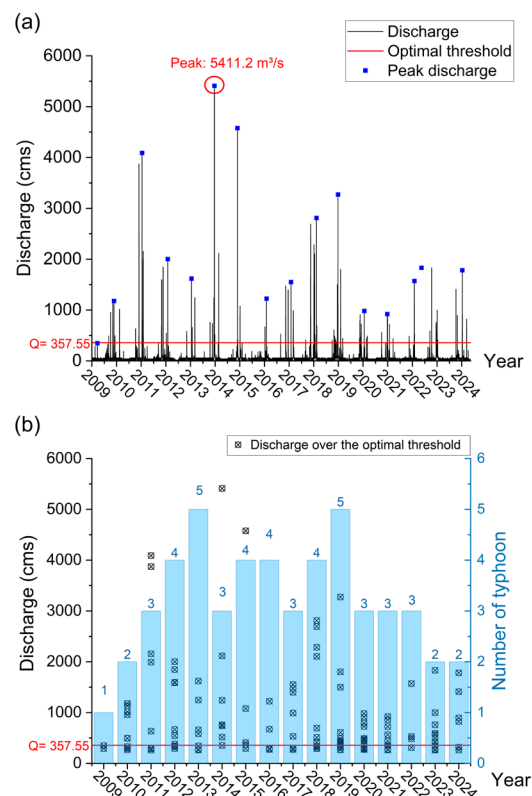 (a)
Discharge
Optimal threshold
Peak discharge
Peak: 5411.2 m³/s
Discharge (cms)
6000
5000
4000
3000
2000
1000
Q= 357.55
0
2009 2010 2011 2012 2013 2014 2015 2016 2017 2018 2019 2020 2021 2022 2023 2024
Year
(b)
Discharge over the optimal threshold
Discharge (cms)
6000
5000
4000
3000
2000
1000
Q= 357.55
0
1 2 3 4 5 3 4 4 3 4 5 3 3 3 2 2
6
5
4
3
2
1
0
Number of typhoon
2009 2010 2011 2012 2013 2014 2015 2016 2017 2018 2019 2020 2021 2022 2023 2024